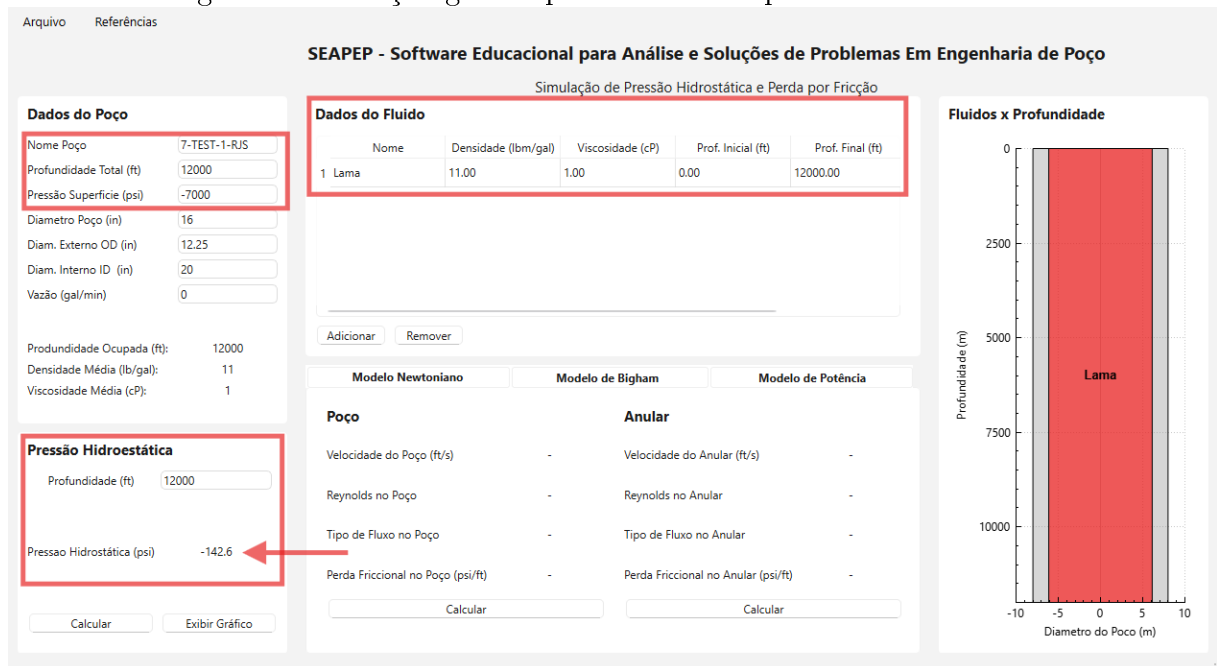 Arquivo Referências
SEAPEP - Software Educacional para Análise e Soluções de Problemas Em Engenharia de Poço
Simulação de Pressão Hidrostática e Perda por Fricção
Dados do Poço
Nome Poço 7-TEST-1-RJS
Profundidade Total (ft) 12000
Pressão Superficie (psi) -7000
Diametro Poço (in) 16
Diam. Externo OD (in) 12.25
Diam. Interno ID (in) 20
Vazão (gal/min) 0
Produndidade Ocupada (ft): 12000
Densidade Média (lb/gal): 11
Viscosidade Média (cP): 1
Pressão Hidroestática
Profundidade (ft) 12000
Pressao Hidrostática (psi) -142.6
Calcular Exibir Gráfico
Dados do Fluido
Nome Densidade (lbm/gal) Viscosidade (cP) Prof. Inicial (ft) Prof. Final (ft)
1 Lama 11.00 1.00 0.00 12000.00
Adicionar Remover
Modelo Newtoniano Modelo de Bigham Modelo de Potência
Poço Anular
Velocidade do Poço (ft/s) - Velocidade do Anular (ft/s) -
Reynolds no Poço - Reynolds no Anular -
Tipo de Fluxo no Poço - Tipo de Fluxo no Anular -
Perda Friccional no Poço (psi/ft) - Perda Friccional no Anular (psi/ft) -
Calcular Calcular
Fluidos x Profundidade
0
2500
5000
7500
10000
Profundidade (m)
Lama
-10 -5 0 5 10
Diametro do Poco (m)